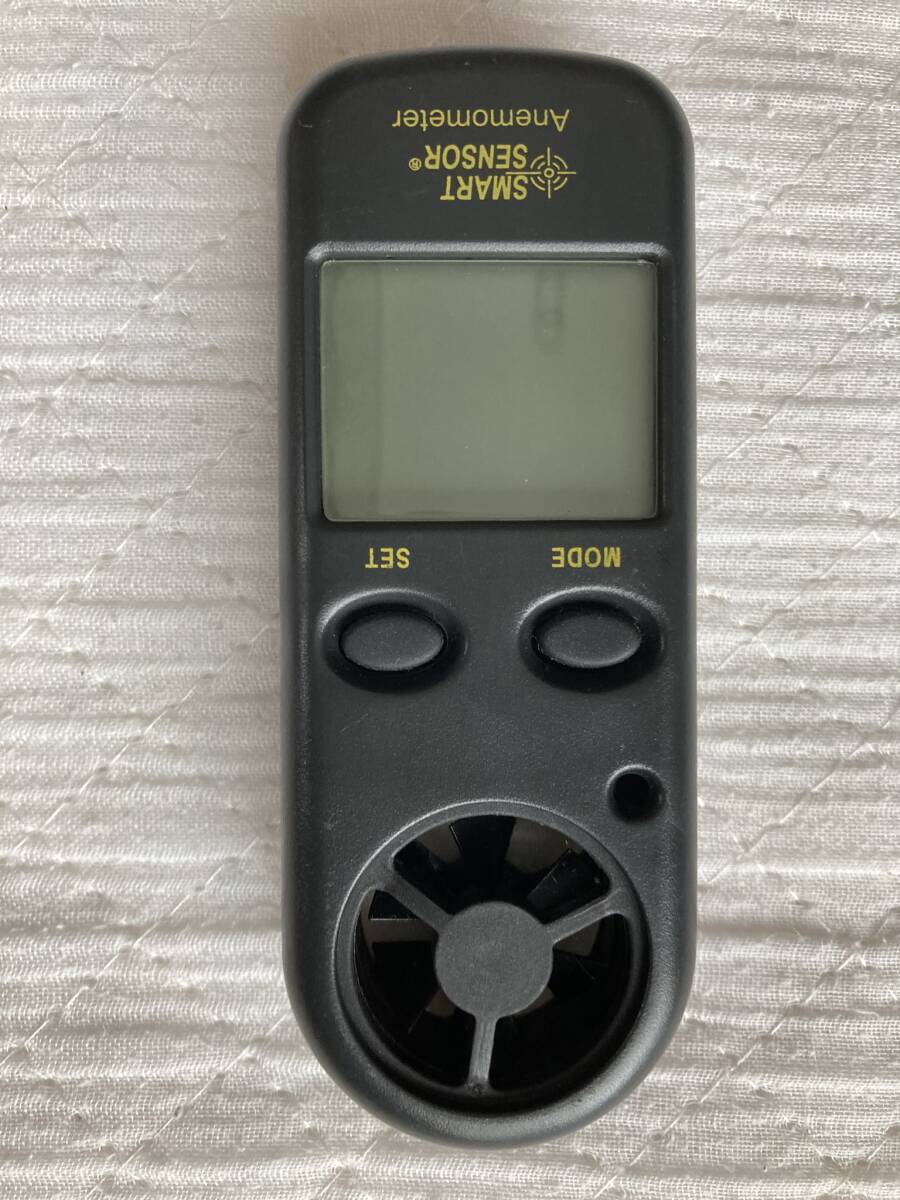 MODE SET
SMART
SENSOR®
Anemometer